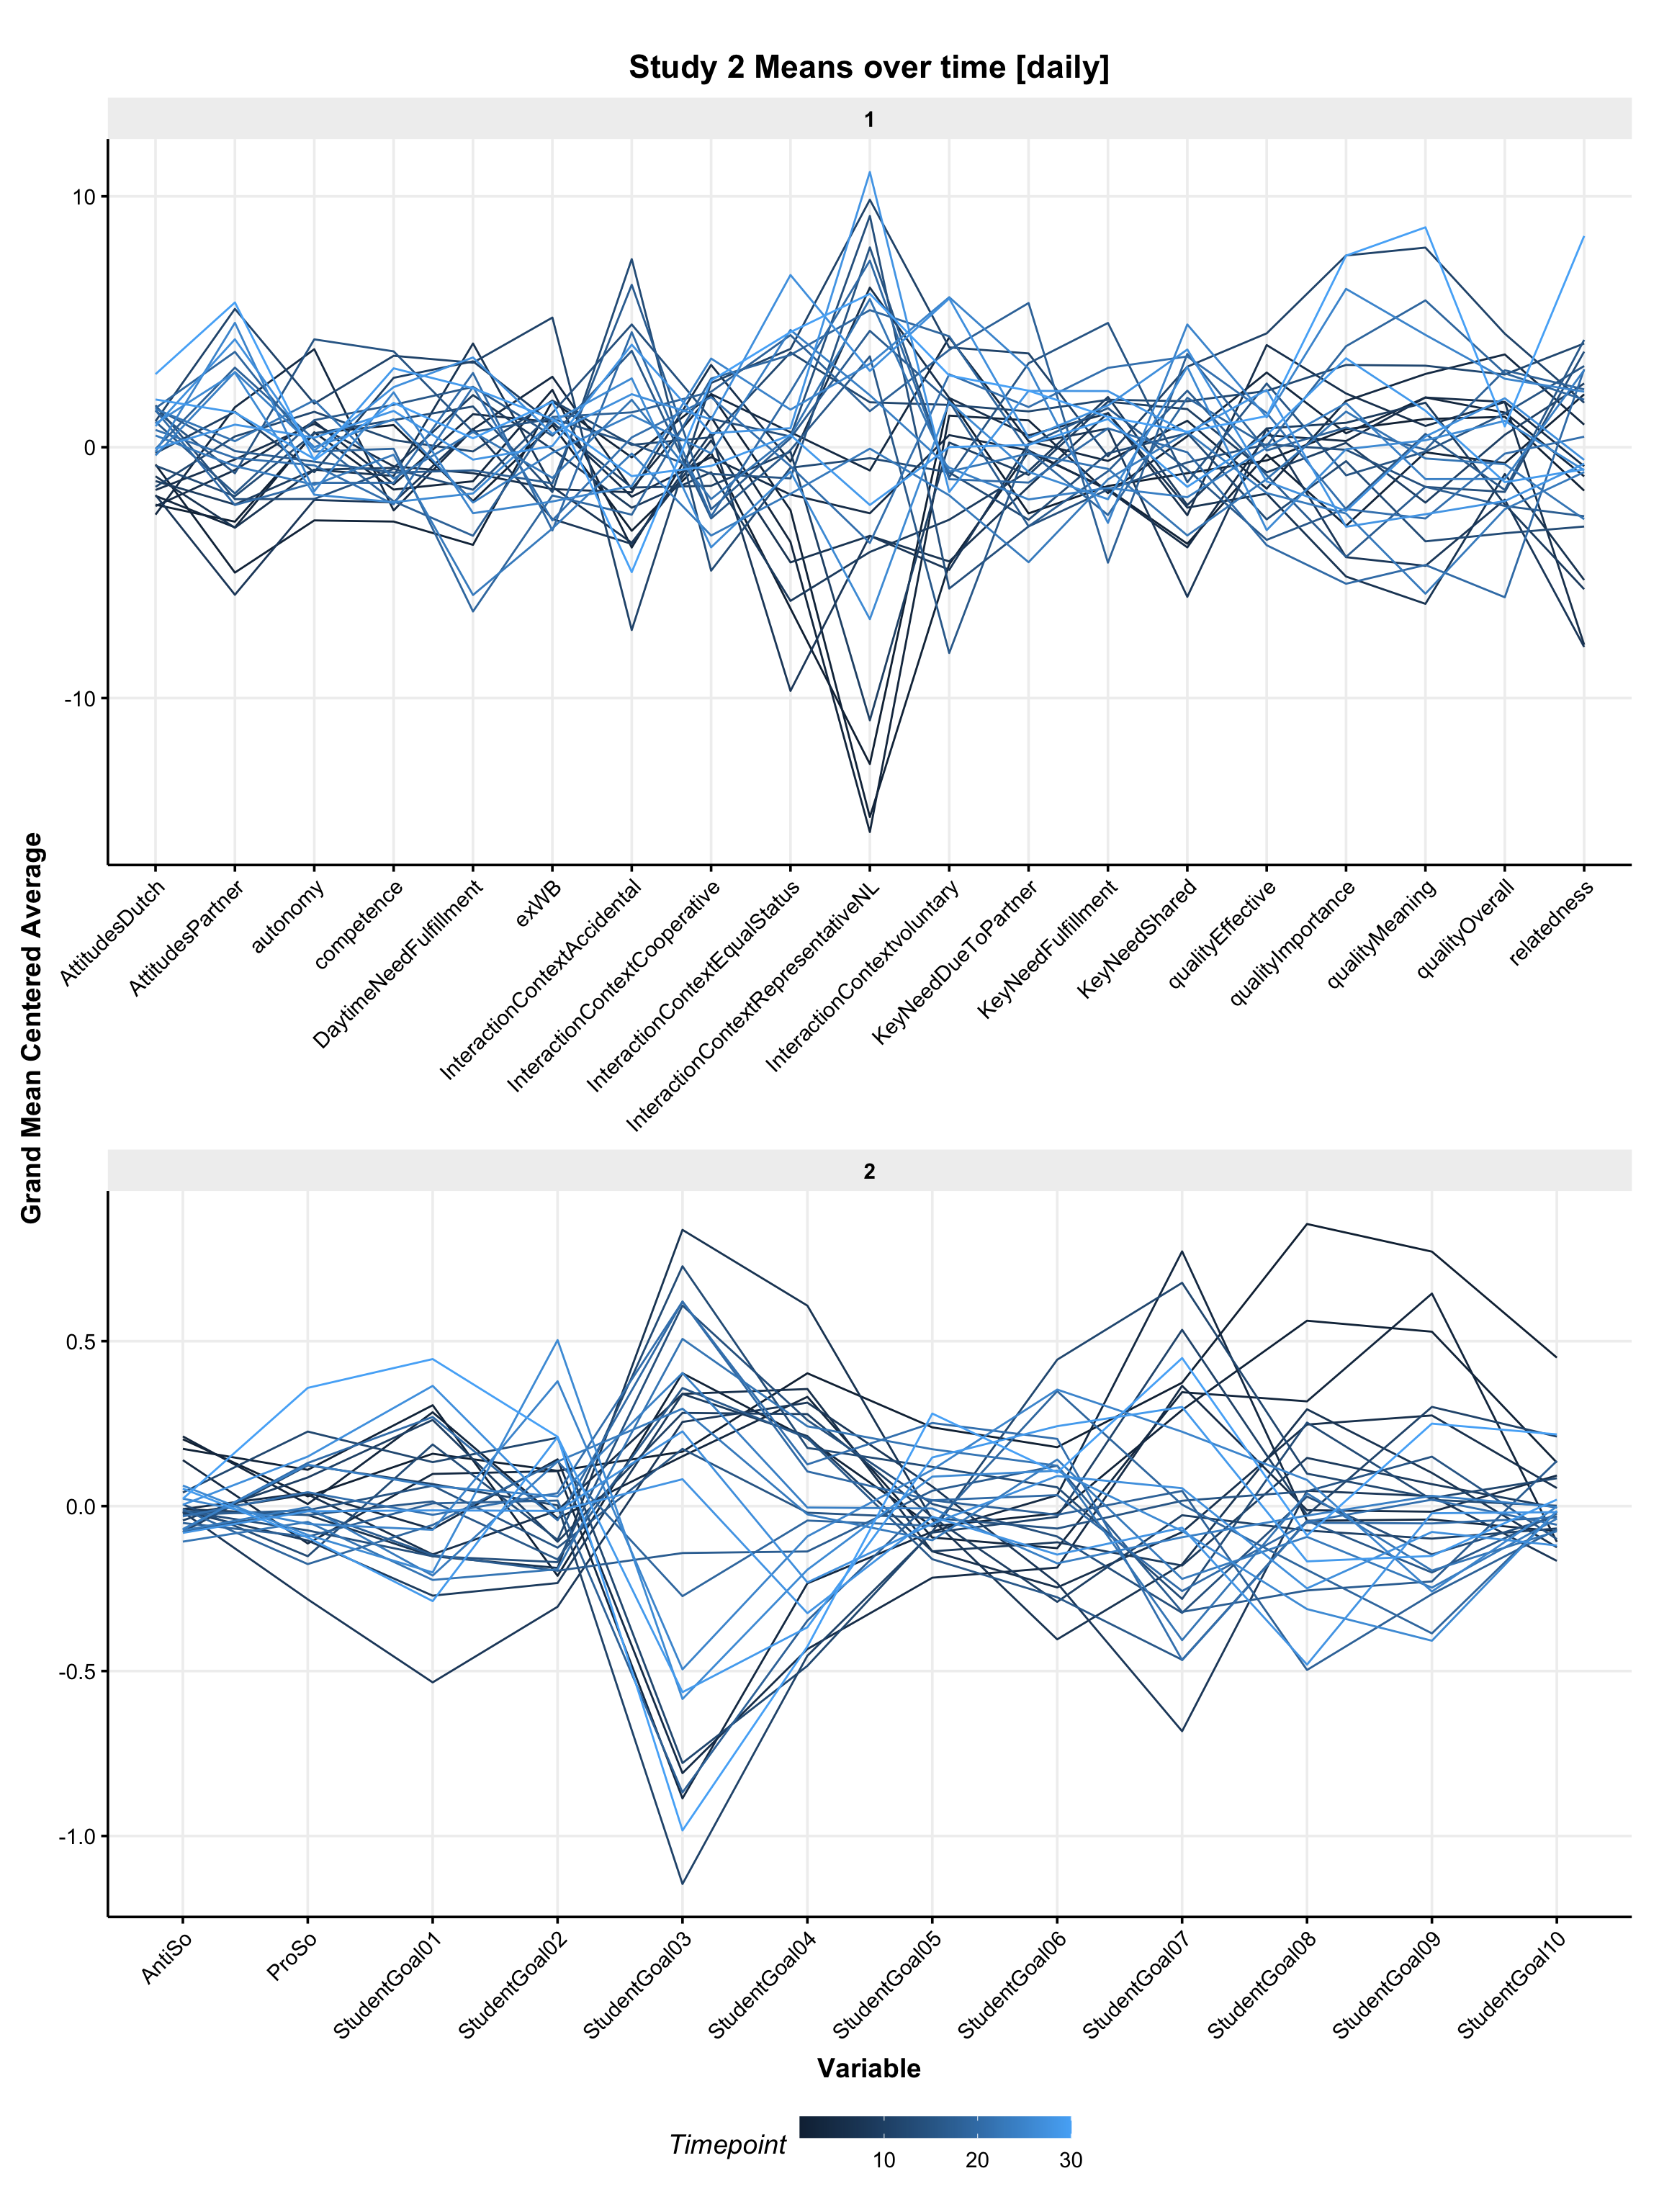 Study 2 Means over time [daily]
1
10
0
-10
AttitudesDutch
AttitudesPartner
autonomy
competence
DaytimeNeedFulfillment
exWB
InteractionContextAccidental
InteractionContextCooperative
InteractionContextEqualStatus
InteractionContextRepresentativeNL
InteractionContextvoluntary
KeyNeedDueToPartner
KeyNeedFulfillment
KeyNeedShared
qualityEffective
qualityImportance
qualityMeaning
qualityOverall
relatedness
Grand Mean Centered Average
2
0.5
0.0
-0.5
-1.0
AntiSo
ProSo
StudentGoal01
StudentGoal02
StudentGoal03
StudentGoal04
StudentGoal05
StudentGoal06
StudentGoal07
StudentGoal08
StudentGoal09
StudentGoal10
Variable
Timepoint
10
20
30